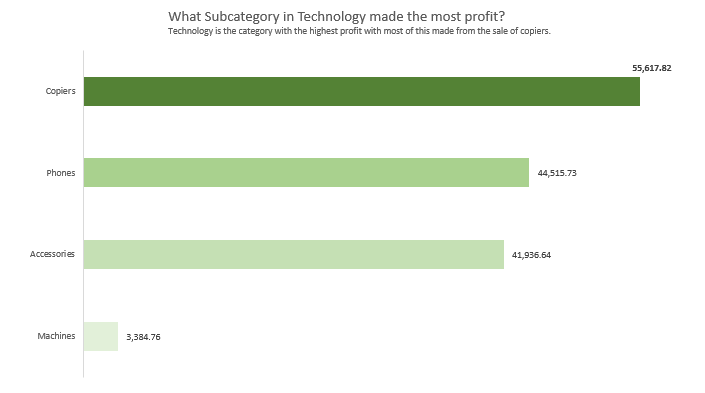 What Subcategory in Technology made the most profit?
Technology is the category with the highest profit with most of this made from the sale of copiers.
55,617.82
Copiers
Phones
44,515.73
Accessories
41,936.64
Machines
3,384.76